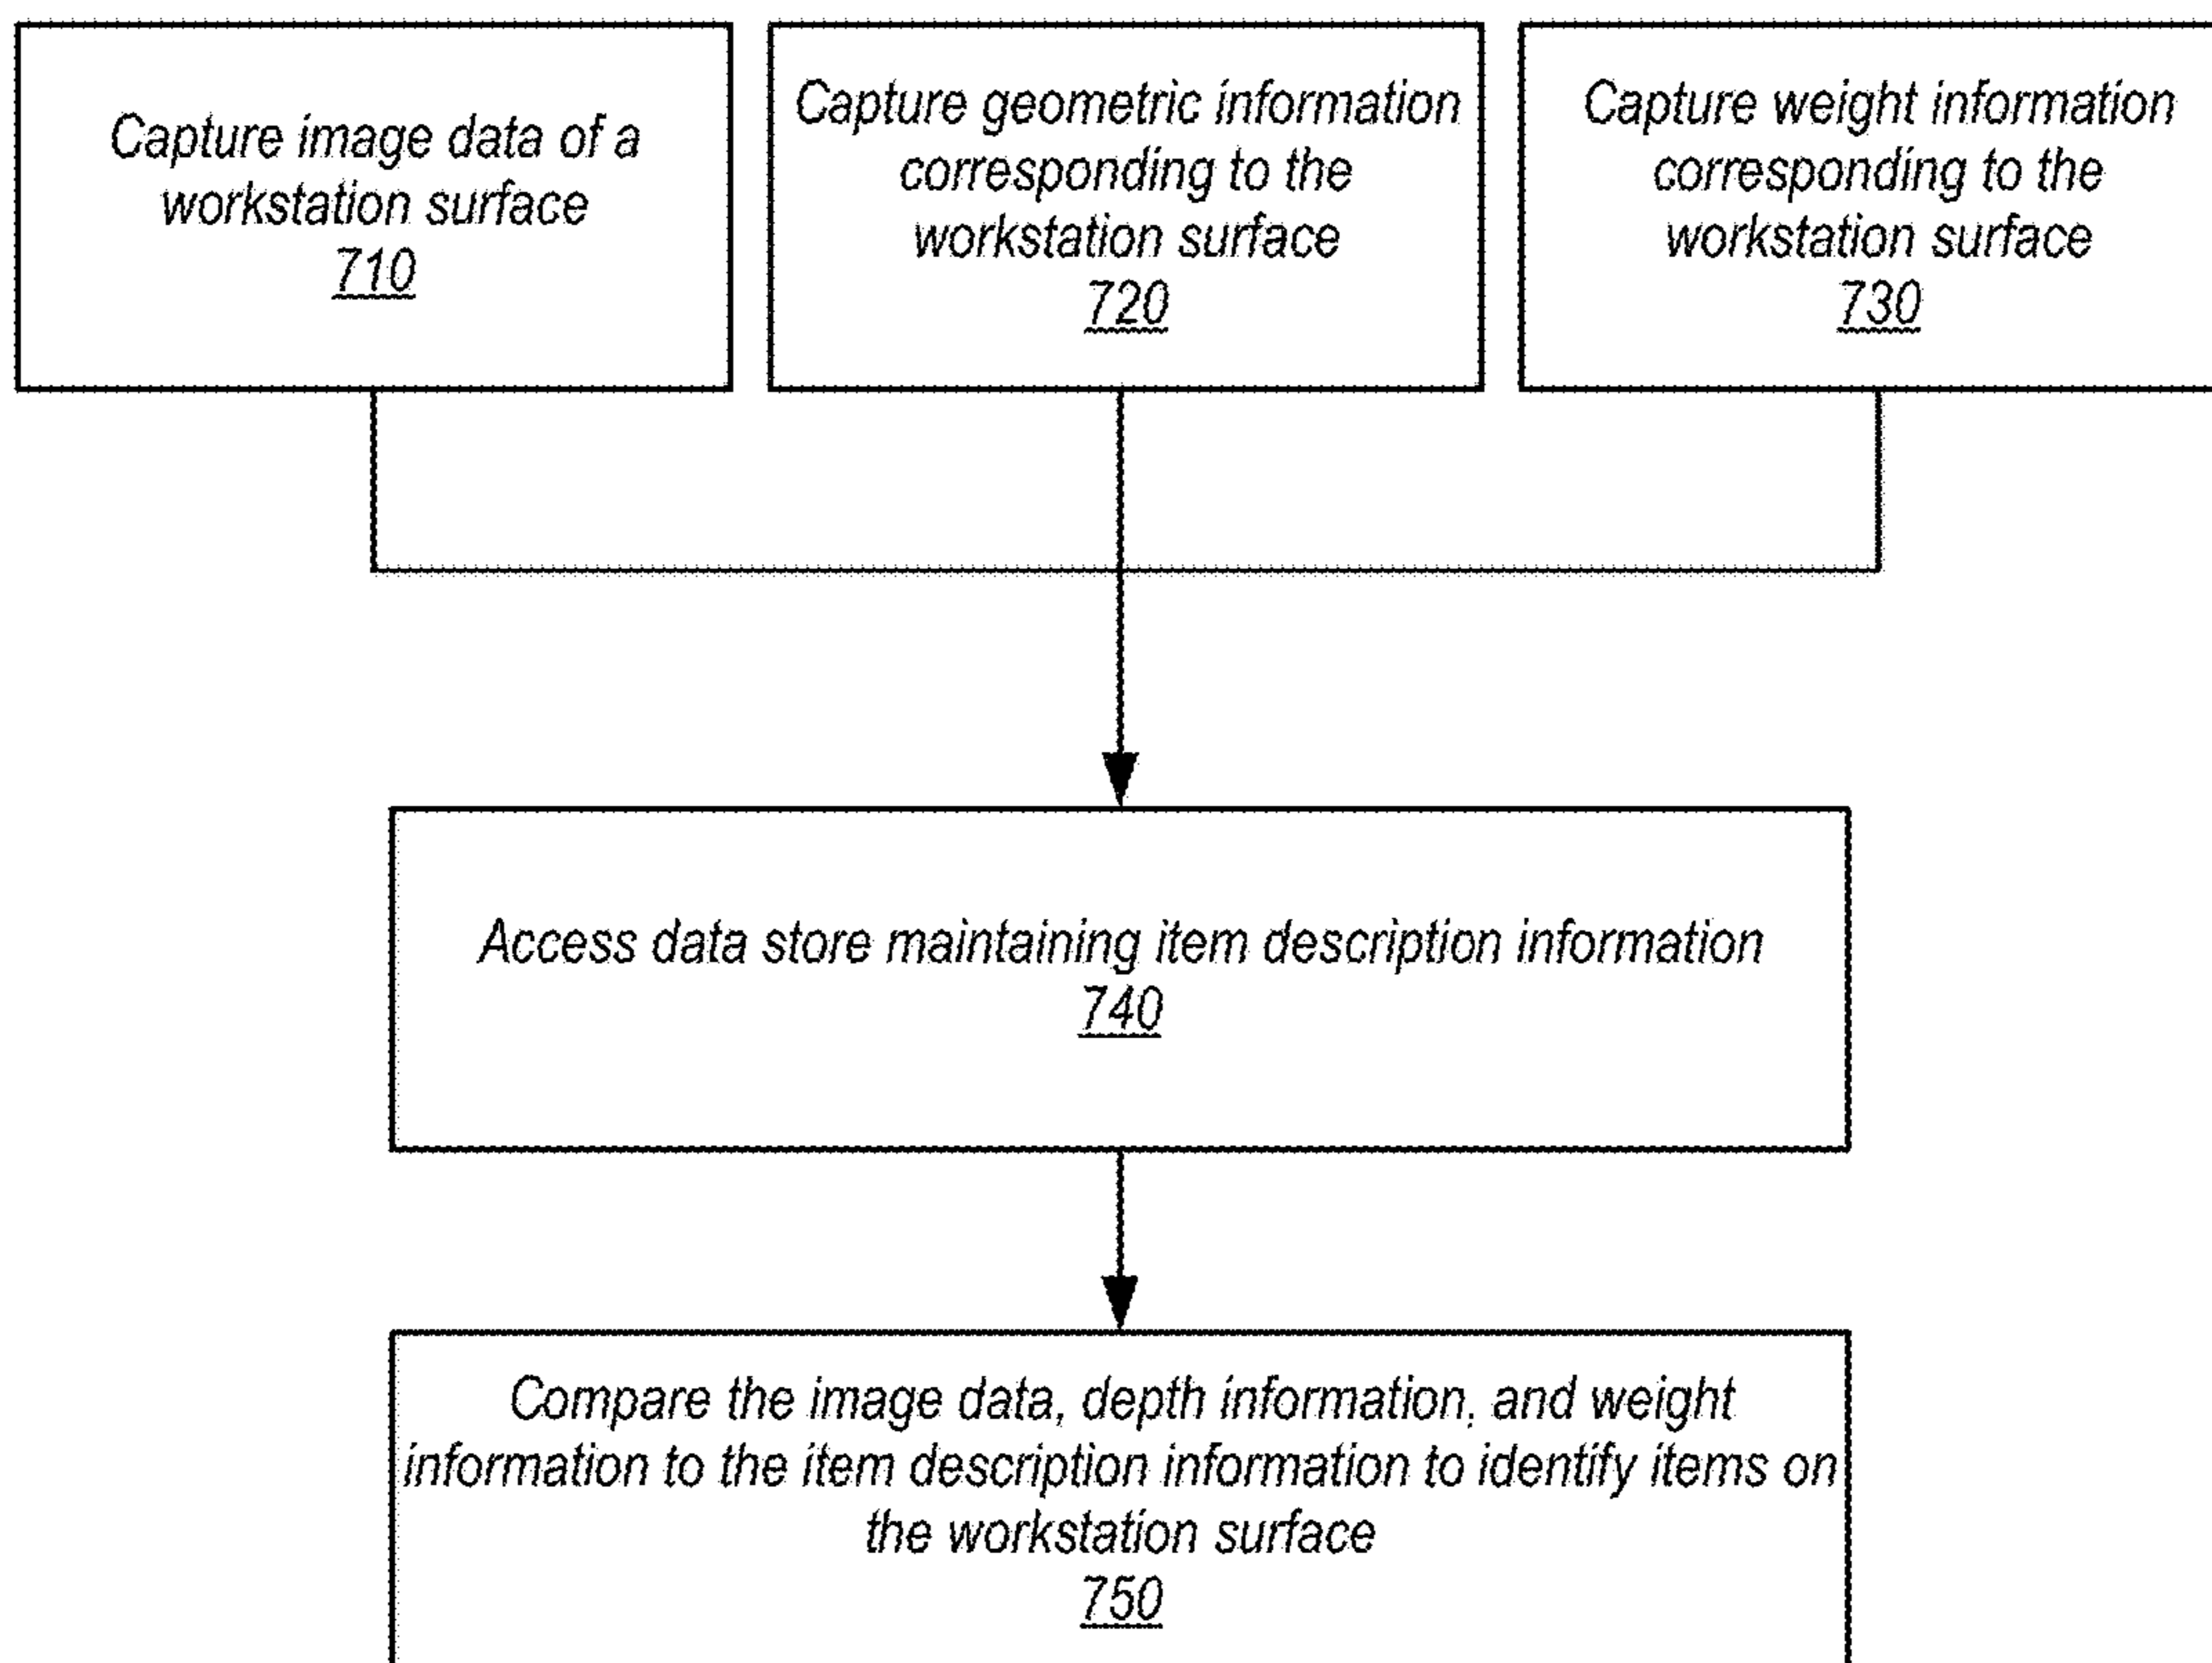 Capture image data of a
workstation surface
710
Capture geometric information
corresponding to the
workstation surface
720
Capture weight information
corresponding to the
workstation surface
730
Access data store maintaining item description information
740
Compare the image data, depth information, and weight
information to the item description information to identify items on
the workstation surface
750